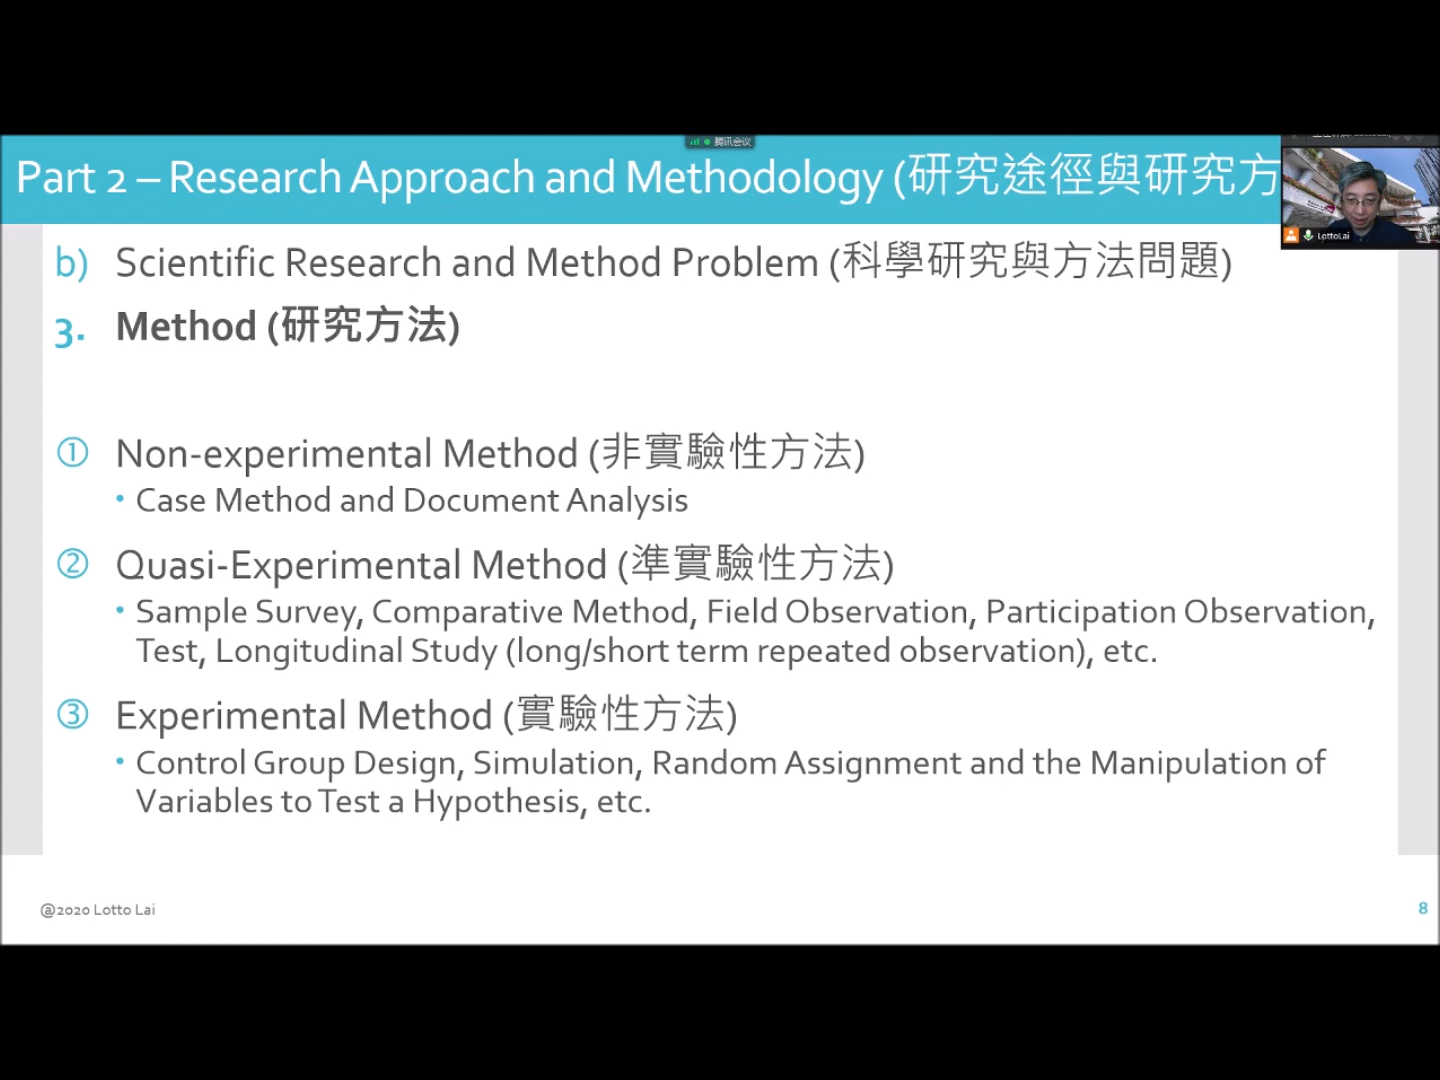 腾讯会议
Part 2 – Research Approach and Methodology (研究途徑與研究方
LottoLai
b) Scientific Research and Method Problem (科學研究與方法問題)
3. Method (研究方法)
① Non-experimental Method (非實驗性方法)
• Case Method and Document Analysis
② Quasi-Experimental Method (準實驗性方法)
• Sample Survey, Comparative Method, Field Observation, Participation Observation,
Test, Longitudinal Study (long/short term repeated observation), etc.
③ Experimental Method (實驗性方法)
• Control Group Design, Simulation, Random Assignment and the Manipulation of
Variables to Test a Hypothesis, etc.
@2020 Lotto Lai
8